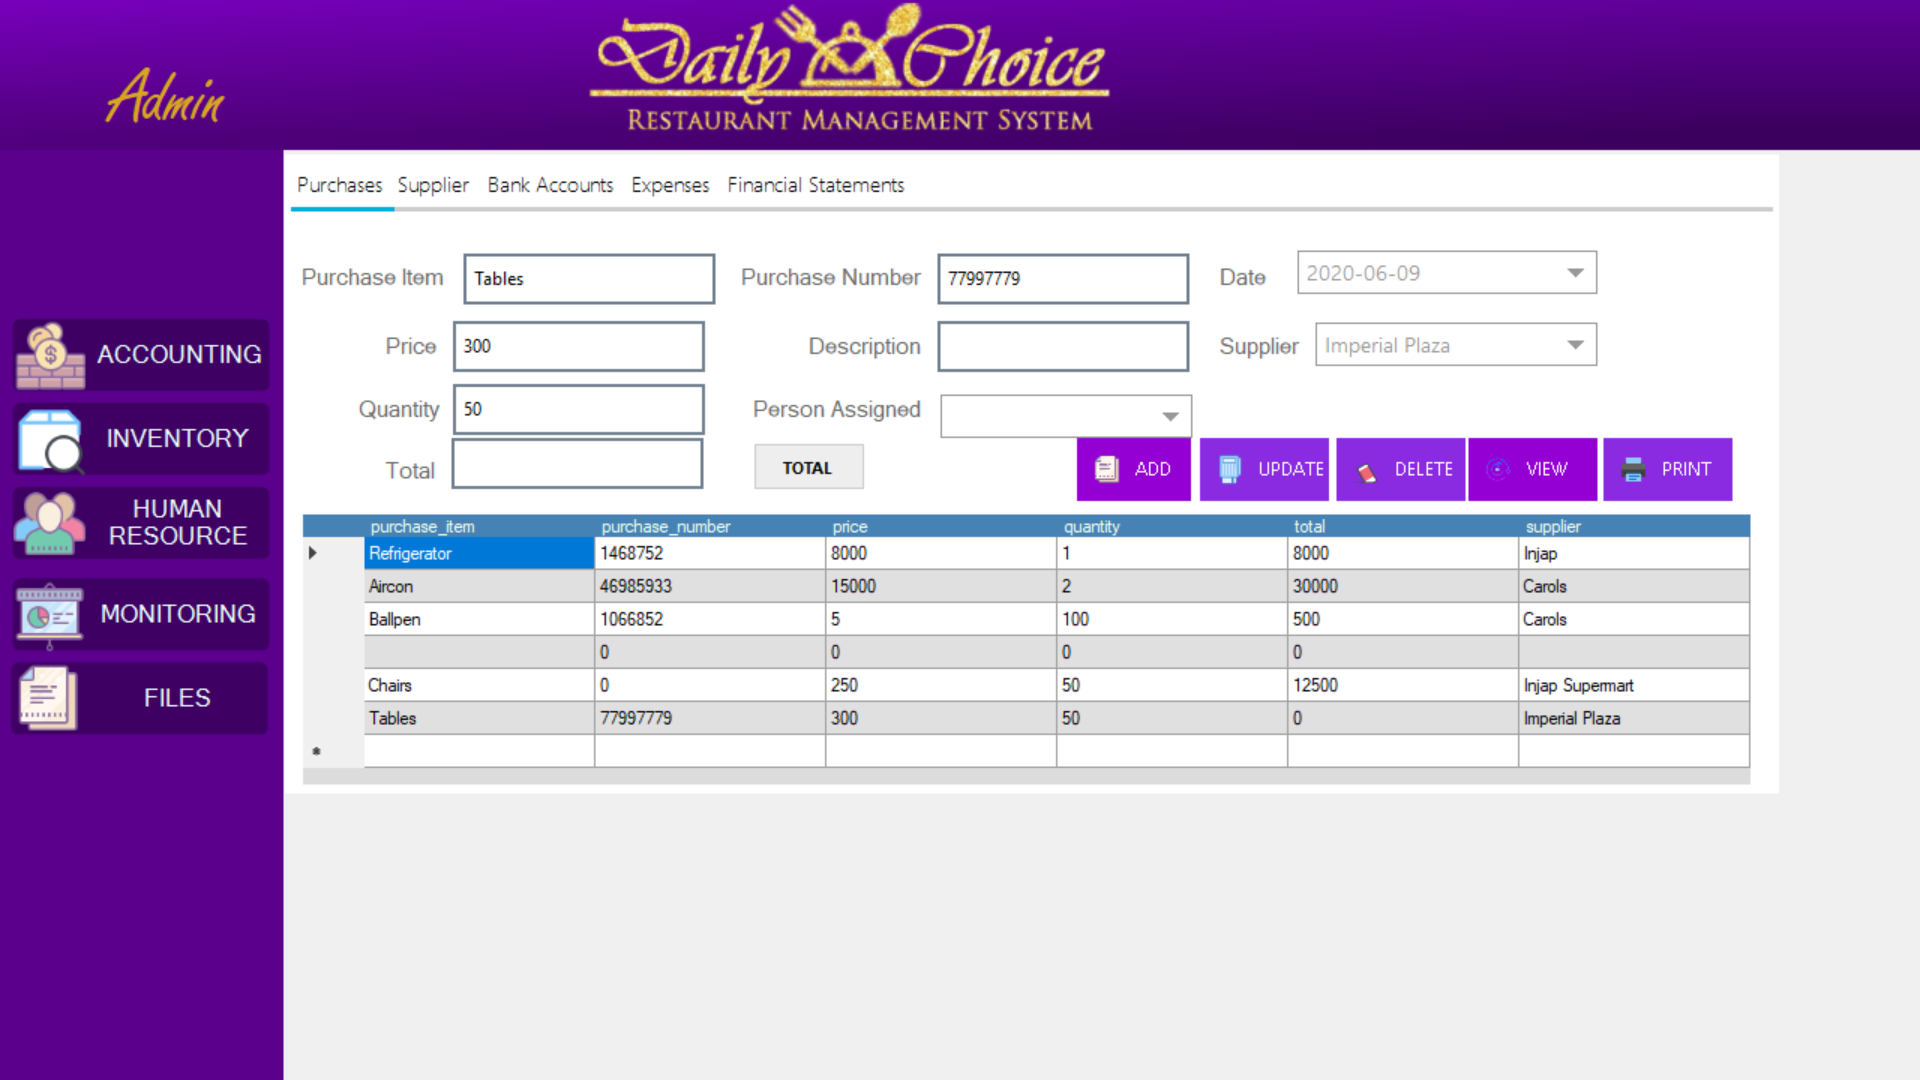 Daily Choice
RESTAURANT MANAGEMENT SYSTEM
Admin
Purchases Supplier Bank Accounts Expenses Financial Statements
Purchase Item Tables Purchase Number 77997779 Date 2020-06-09
Price 300 Description Supplier Imperial Plaza
Quantity 50 Person Assigned
Total TOTAL ADD UPDATE DELETE VIEW PRINT
ACCOUNTING
INVENTORY
HUMAN
RESOURCE
MONITORING
FILES
purchase_item purchase_number price quantity total supplier
Refrigerator 1468752 8000 1 8000 Injap
Aircon 46985933 15000 2 30000 Carols
Ballpen 1066852 5 100 500 Carols
0 0 0 0
Chairs 0 250 50 12500 Injap Supermart
Tables 77997779 300 50 0 Imperial Plaza